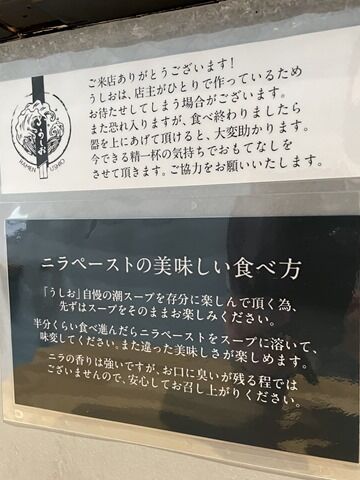 ご来店ありがとうございます!
うしおは、店主がひとりで作っているため
お待たせしてしまう場合がございます。
また恐れ入りますが、食べ終わりましたら
器を上にあげて頂けると、大変助かります。
今できる精一杯の気持ちでおもてなしを
させて頂きます。ご協力をお願いいたします。
RAMEN USHIO
ニラペーストの美味しい食べ方
「うしお」自慢の潮スープを存分に楽しんで頂く為、
先ずはスープをそのままお楽しみください。
半分くらい食べ進んだらニラペーストをスープに溶いて、
味変してください。また違った美味しさが楽しめます。
ニラの香りは強いですが、お口に臭いが残る程では
ございませんので、安心してお召し上がりください。